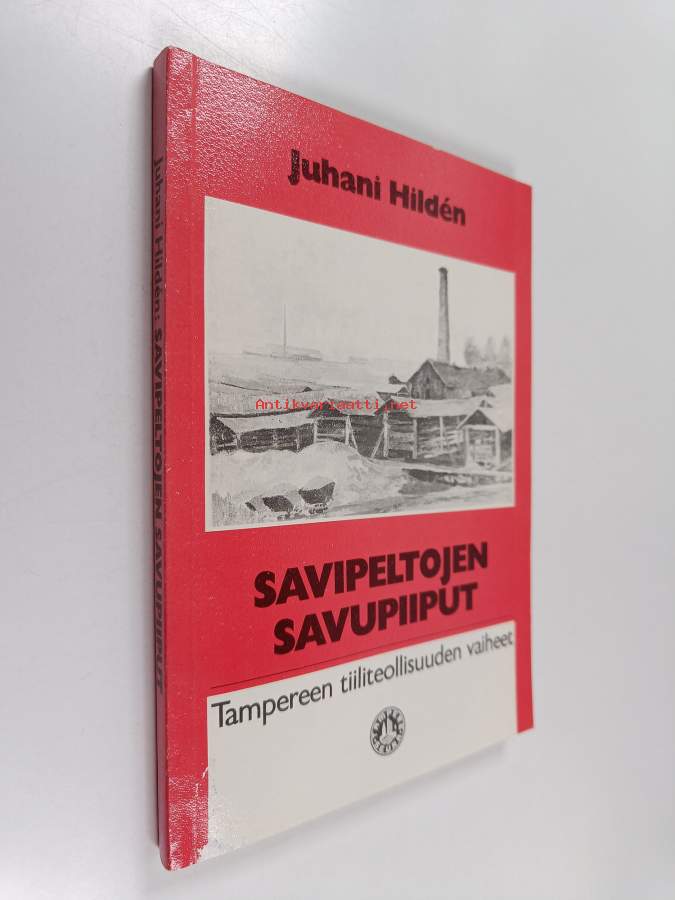 Juhani Hildén
Antikvariaatti.net
SAVIPELTOJEN
SAVUPIIPUT
Tampereen tiiliteollisuuden vaiheet
Juhani Hildén: SAVIPELTOJEN SAVUPIIPUT